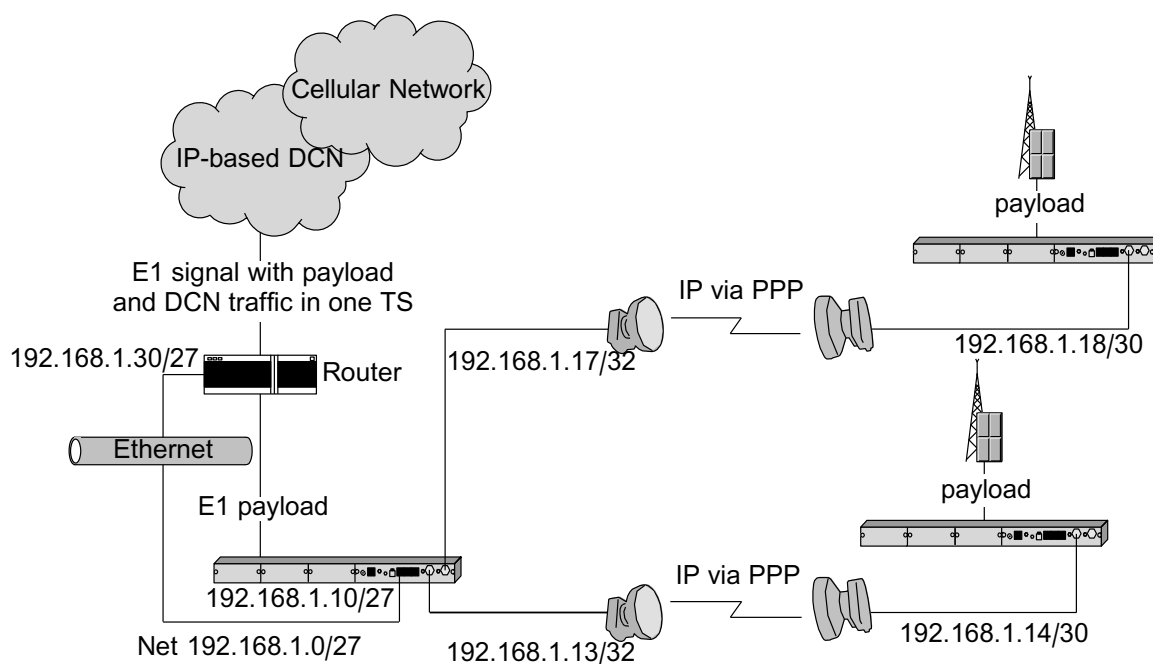 Cellular Network
IP-based DCN
payload
E1 signal with payload
and DCN traffic in one TS
IP via PPP
192.168.1.30/27
Router
192.168.1.17/32
192.168.1.18/30
Ethernet
payload
E1 payload
IP via PPP
192.168.1.10/27
Net 192.168.1.0/27
192.168.1.13/32
192.168.1.14/30